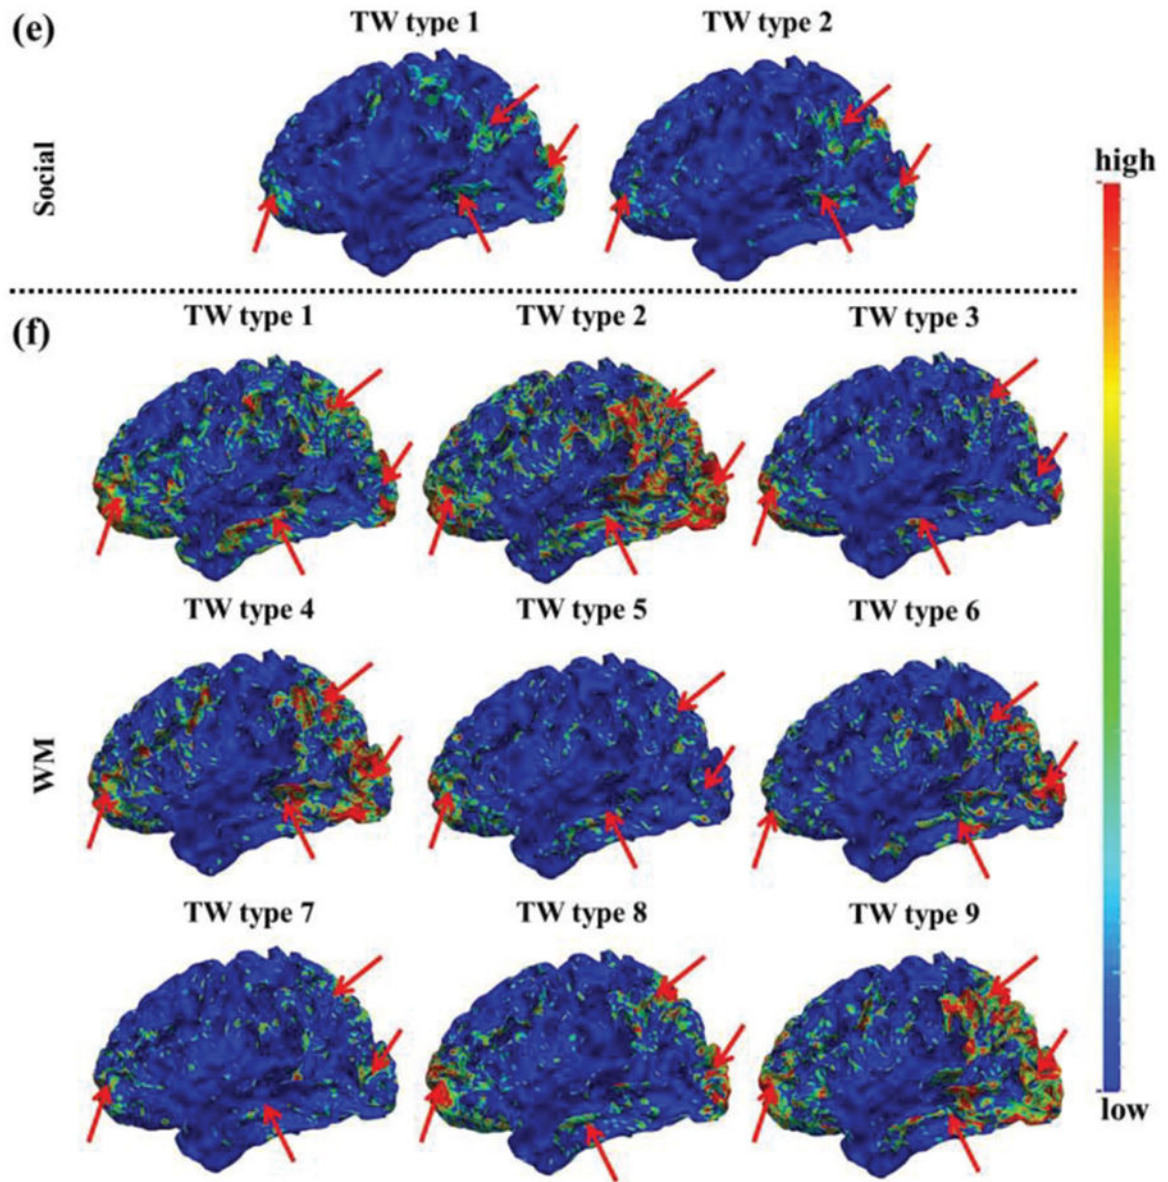 (e)
TW type 1
TW type 2
Social
high
(f)
TW type 1
TW type 2
TW type 3
TW type 4
TW type 5
TW type 6
WM
TW type 7
TW type 8
TW type 9
low